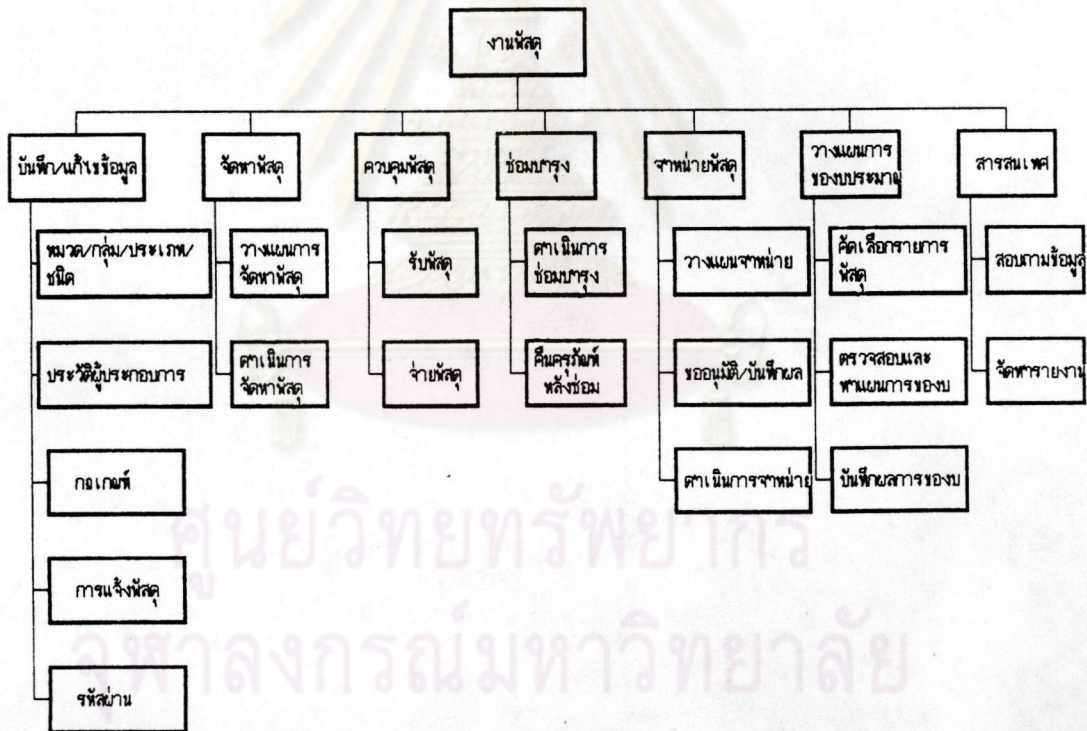 งานพัสดุ
บันทึก/แก้ไขข้อมูล
จัดหาพัสดุ
ควบคุมพัสดุ
ซ่อมบำรุง
จำหน่ายพัสดุ
วางแผนการ
ของบประมาณ
สารสนเทศ
หมวด/กลุ่ม/ประเภท/
ชนิด
วางแผนการ
จัดหาพัสดุ
รับพัสดุ
ดำเนินการ
ซ่อมบำรุง
วางแผนจำหน่าย
คัดเลือกรายการ
พัสดุ
สอบถามข้อมูล
ประวัติผู้ประกอบการ
ดำเนินการ
จัดหาพัสดุ
จ่ายพัสดุ
คืนครุภัณฑ์
หลังซ่อม
ขออนุมัติ/บันทึกผล
ตรวจสอบและ
ทำแผนการของบ
จัดทำรายงาน
กฎเกณฑ์
ดำเนินการจำหน่าย
บันทึกผลการของบ
การแจ้งพัสดุ
รหัสผ่าน
ศูนย์วิทยทรัพยากร
จุฬาลงกรณ์มหาวิทยาลัย